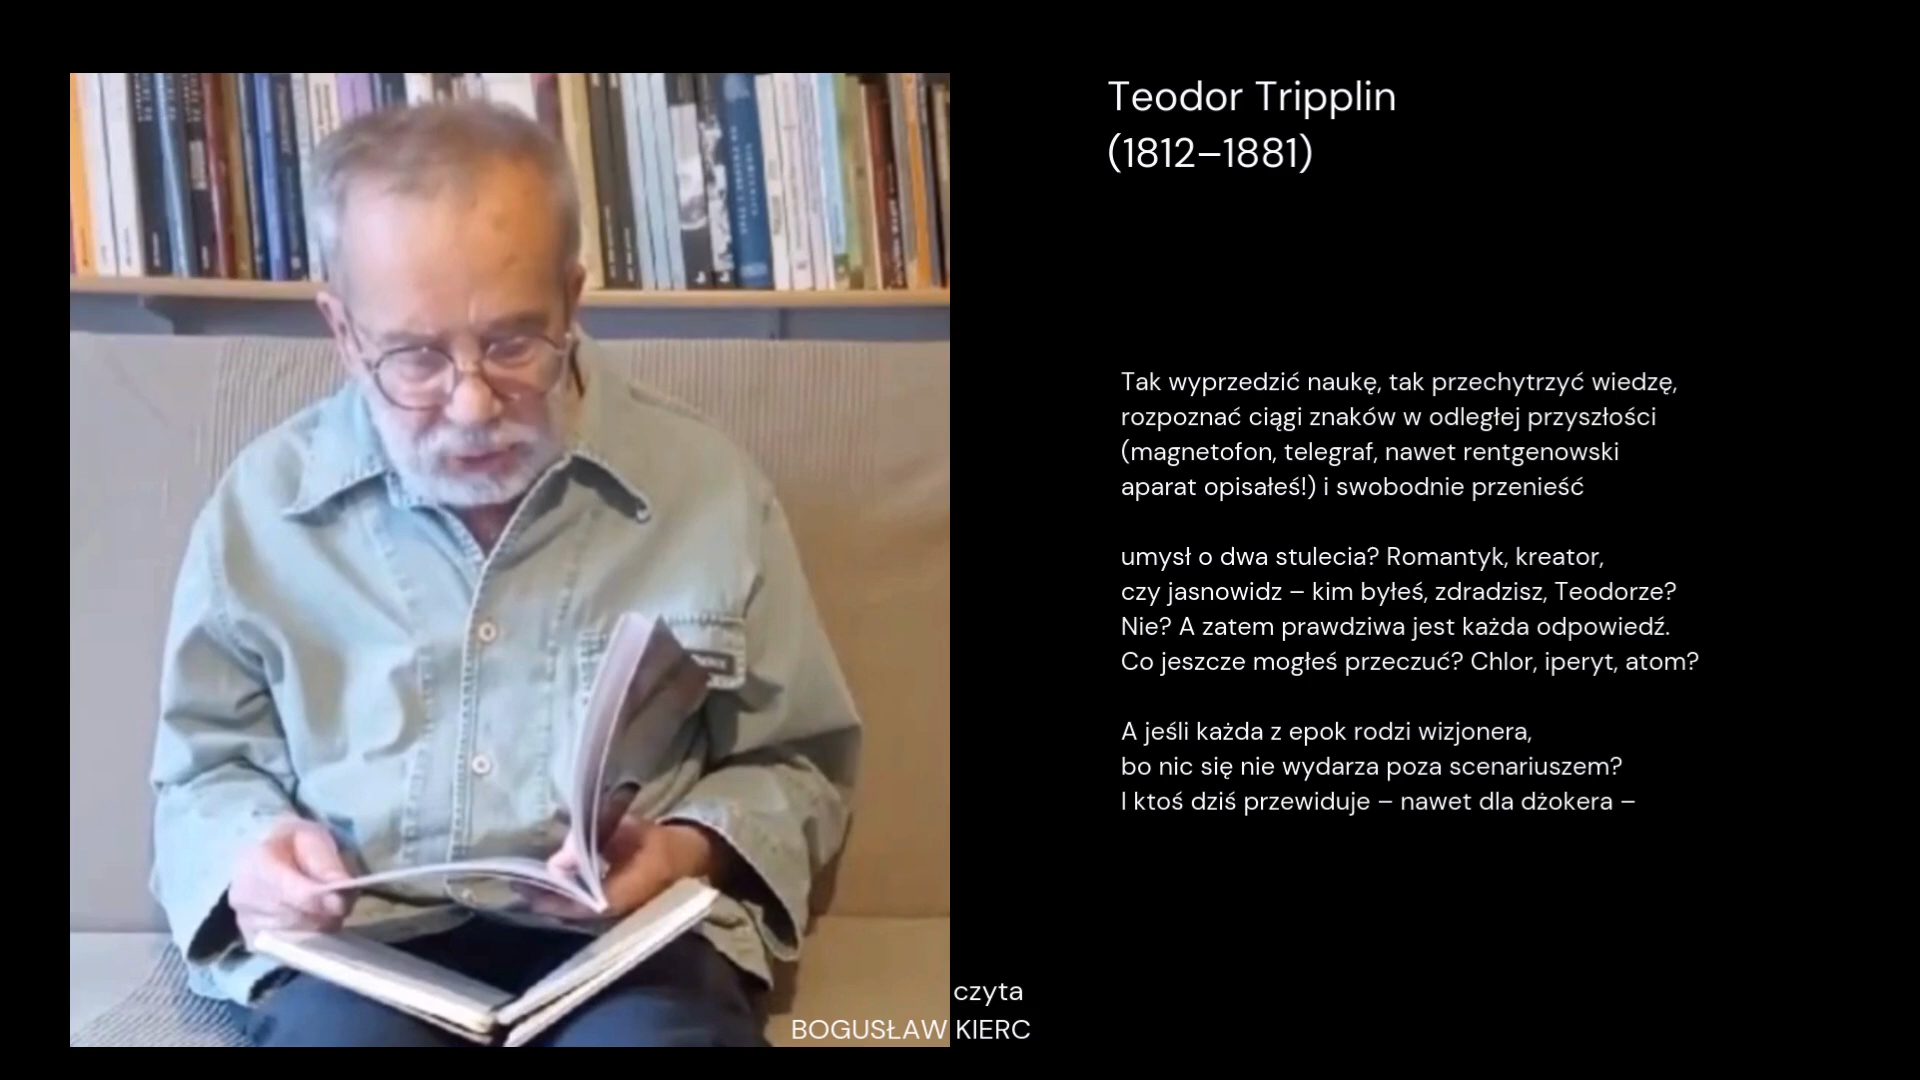 Teodor Tripplin
(1812–1881)
Tak wyprzedzić naukę, tak przechytrzyć wiedzę,
rozpoznać ciągi znaków w odległej przyszłości
(magnetofon, telegraf, nawet rentgenowski
aparat opisałeś!) i swobodnie przenieść
umysł o dwa stulecia? Romantyk, kreator,
czy jasnowidz – kim byłeś, zdradzisz, Teodorze?
Nie? A zatem prawdziwa jest każda odpowiedź.
Co jeszcze mogłeś przeczuć? Chlor, iperyt, atom?
A jeśli każda z epok rodzi wizjonera,
bo nic się nie wydarza poza scenariuszem?
I ktoś dziś przewiduje – nawet dla dżokera –
czyta
BOGUSŁAW KIERC